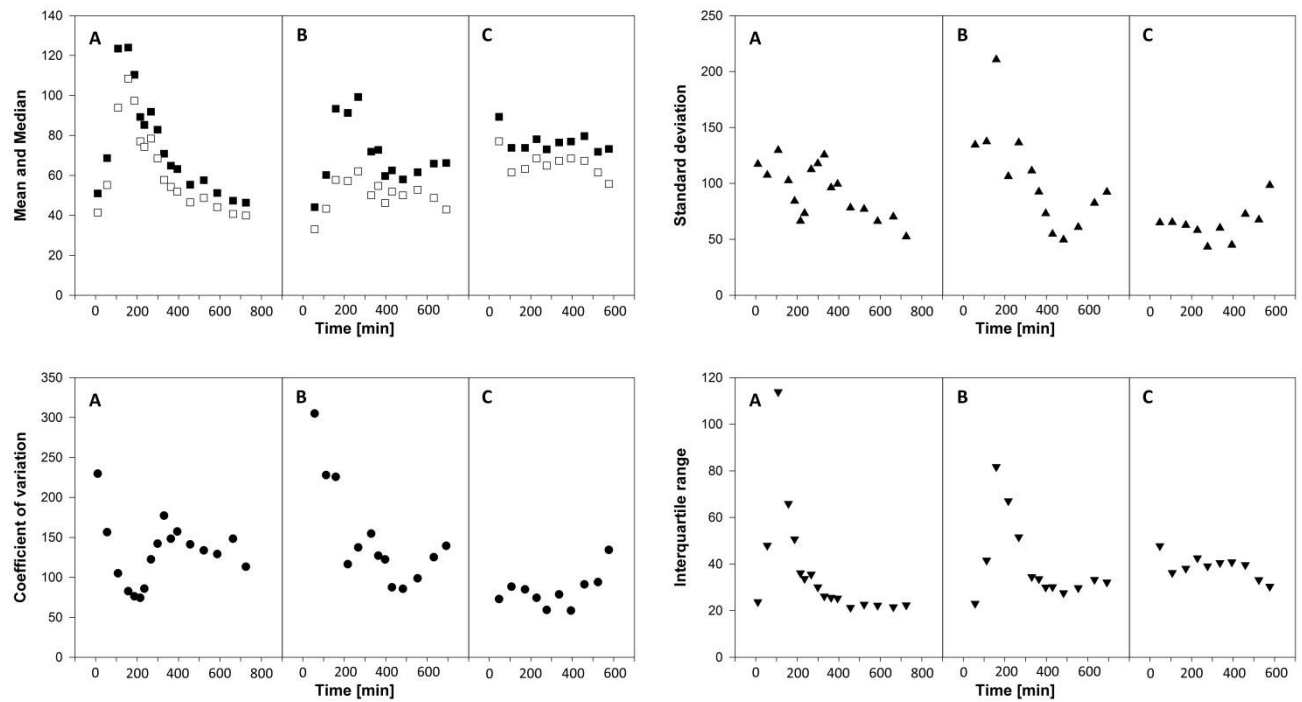 Mean and Median
140
120
100
80
60
40
20
0
A
B
C
0 200 400 600 800
0 200 400 600
0 200 400 600
Time [min]
Standard deviation
250
200
150
100
50
0
A
B
C
0 200 400 600 800
0 200 400 600
0 200 400 600
Time [min]
Coefficient of variation
350
300
250
200
150
100
50
0
A
B
C
0 200 400 600 800
0 200 400 600
0 200 400 600
Time [min]
Interquartile range
120
100
80
60
40
20
0
A
B
C
0 200 400 600 800
0 200 400 600
0 200 400 600
Time [min]